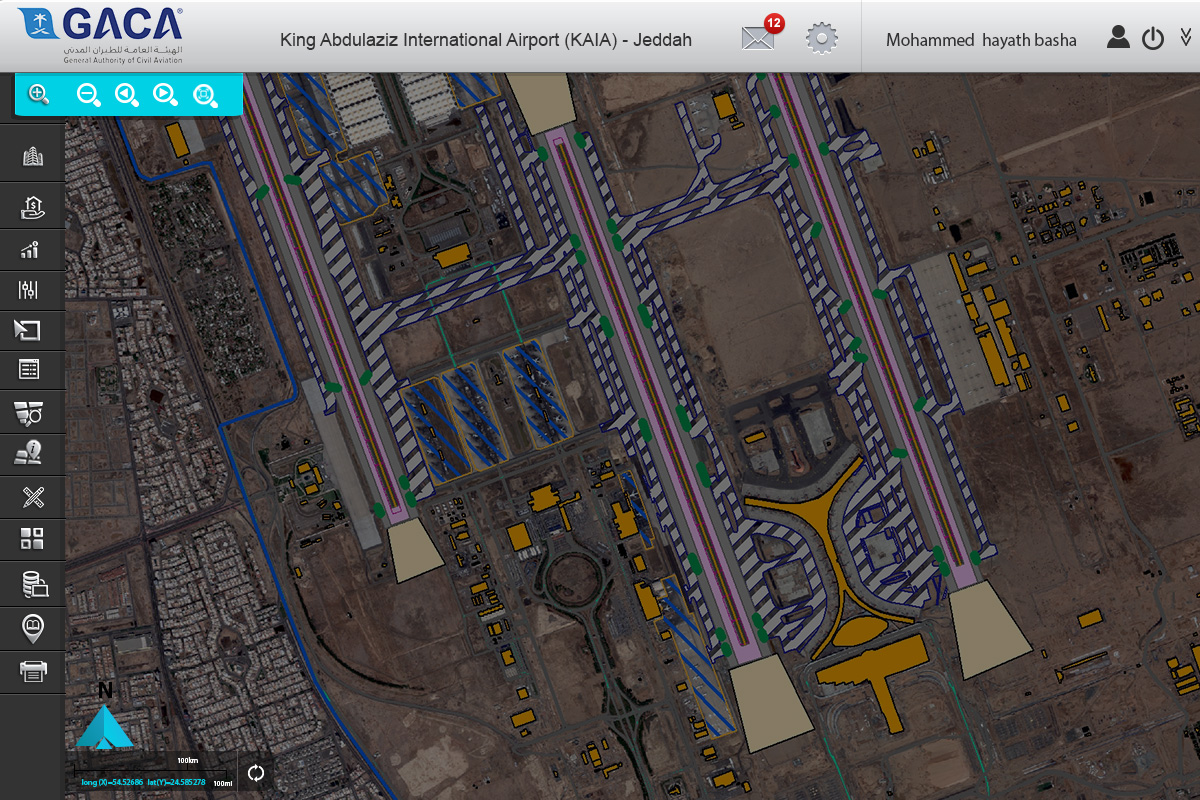 GACA®
الهيئة العامة للطيران المدني
General Authority of Civil Aviation
King Abdulaziz International Airport (KAIA) - Jeddah
12
Mohammed hayath basha
N
100km
long (X)=54.52686 lat(Y)=24.585278
100mi